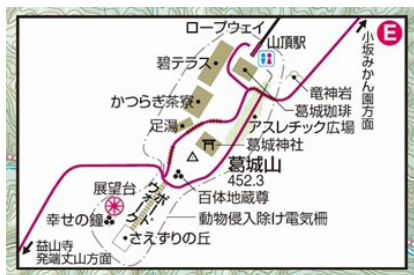 ロープウェイ
山頂駅
E
小坂みかん園方面
碧テラス
竜神岩
かつらぎ茶寮
葛城珈琲
足湯
アスレチック広場
葛城神社
葛城山
452.3
展望台
ボードウォーク
百体地蔵尊
幸せの鐘
動物侵入除け電気柵
さえずりの丘
益山寺
発端丈山方面